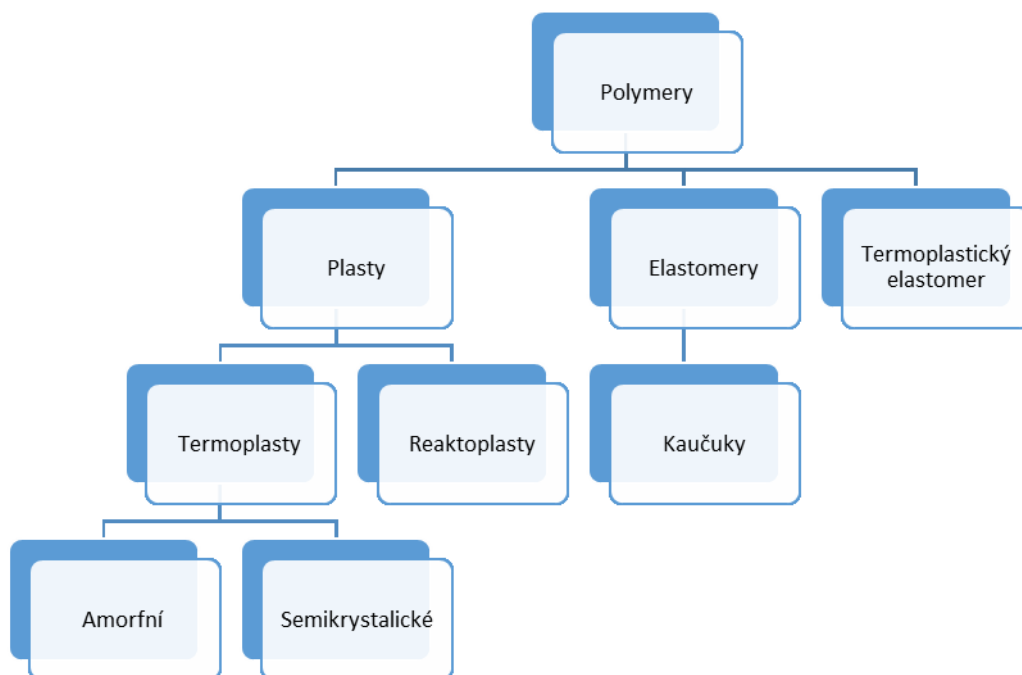 Polymery
Plasty
Elastomery
Termoplastický
elastomer
Termoplasty
Reaktoplasty
Kaučuky
Amorfní
Semikrystalické